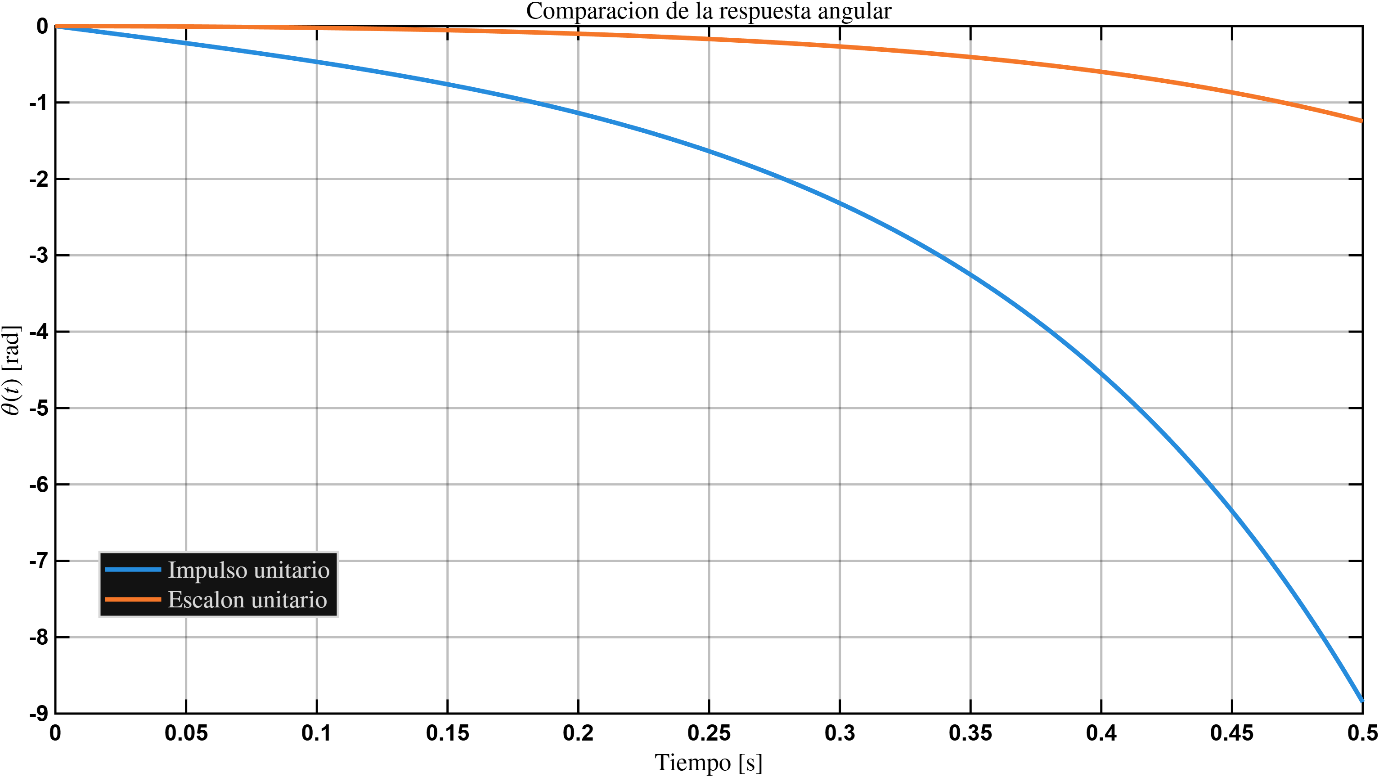 Comparacion de la respuesta angular
0
-1
-2
-3
-4
-5
-6
-7
-8
-9
θ(t) [rad]
Impulso unitario
Escalon unitario
0 0.05 0.1 0.15 0.2 0.25 0.3 0.35 0.4 0.45 0.5
Tiempo [s]